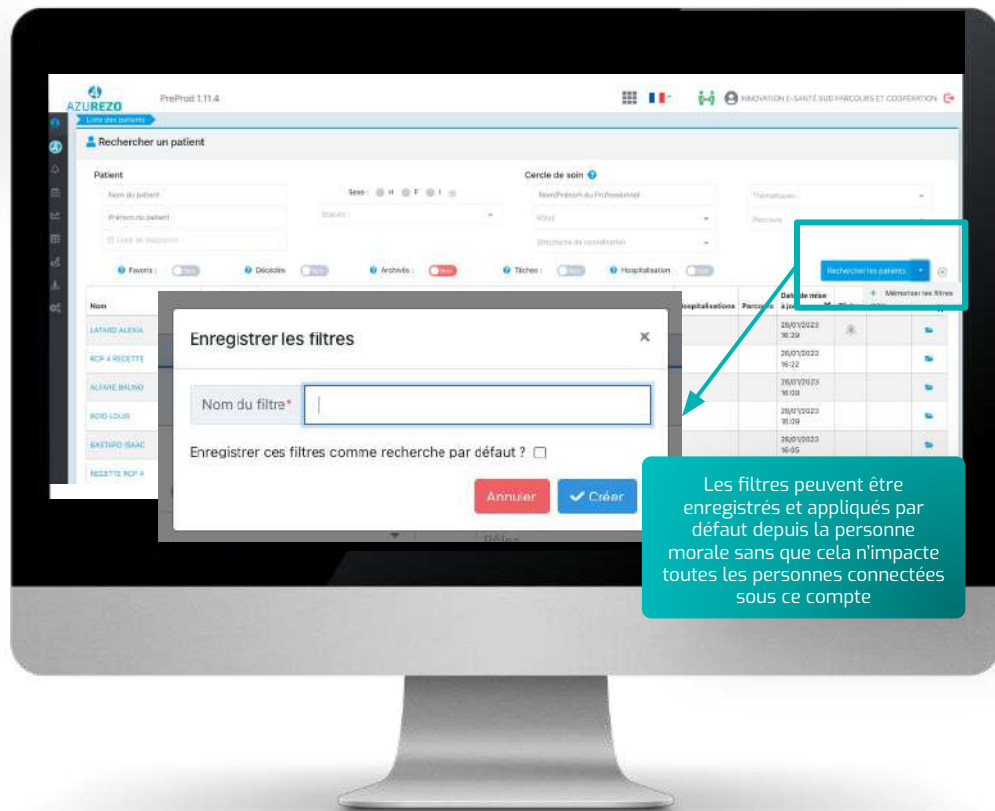 AZUREZO
PreProd 1.11.4
INNOVATION E-SANTÉ SUD PARCOURS ET COOPÉRATION
Liste des patients
Rechercher un patient
Patient
Cercle de soin
Nom du patient
Sexe : H F I
Nom/Prénom du Professionnel
Thématiques
Prénom du patient
Statuts :
Rôles
Parcours
Date de naissance
Structures de coordination
Favoris :
Décédés
Archivés :
Tâches :
Hospitalisation
Rechercher les patients
+ Mémoriser les filtres
Nom
Hospitalisations
Parcours
Date de mise
à jour
LATARD ALEXIA
26/01/2023
16:29
RCP 4 RECETTE
26/01/2023
16:22
26/01/2023
16:09
26/01/2023
16:09
BASTARD ISAAC
26/01/2023
16:05
RECETTE RCP 4
Enregistrer les filtres
×
Nom du filtre*
Enregistrer ces filtres comme recherche par défaut ?
Annuler
Créer
Rôles
Les filtres peuvent être
enregistrés et appliqués par
défaut depuis la personne
morale sans que cela n'impacte
toutes les personnes connectées
sous ce compte